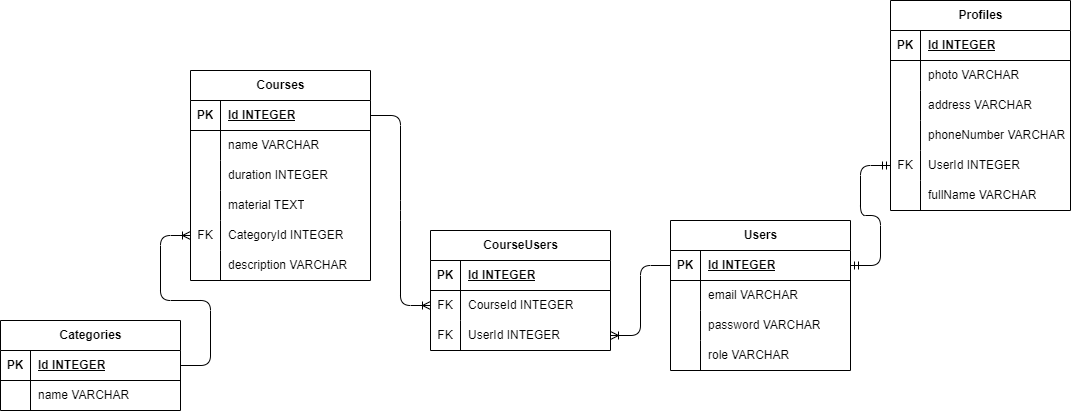 Profiles
PK Id INTEGER
photo VARCHAR
address VARCHAR
phoneNumber VARCHAR
FK UserId INTEGER
fullName VARCHAR
Courses
PK Id INTEGER
name VARCHAR
duration INTEGER
material TEXT
FK CategoryId INTEGER
description VARCHAR
CourseUsers
PK Id INTEGER
FK CourseId INTEGER
FK UserId INTEGER
Users
PK Id INTEGER
email VARCHAR
password VARCHAR
role VARCHAR
Categories
PK Id INTEGER
name VARCHAR